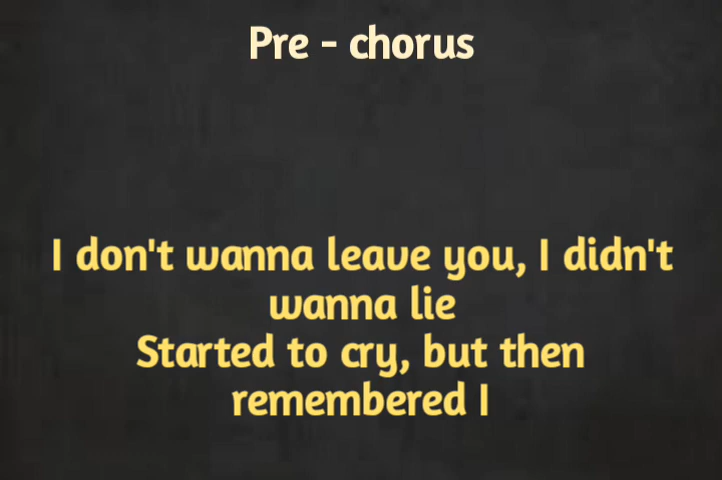 Pre - chorus
I don't wanna leave you, I didn't
wanna lie
Started to cry, but then
remembered I